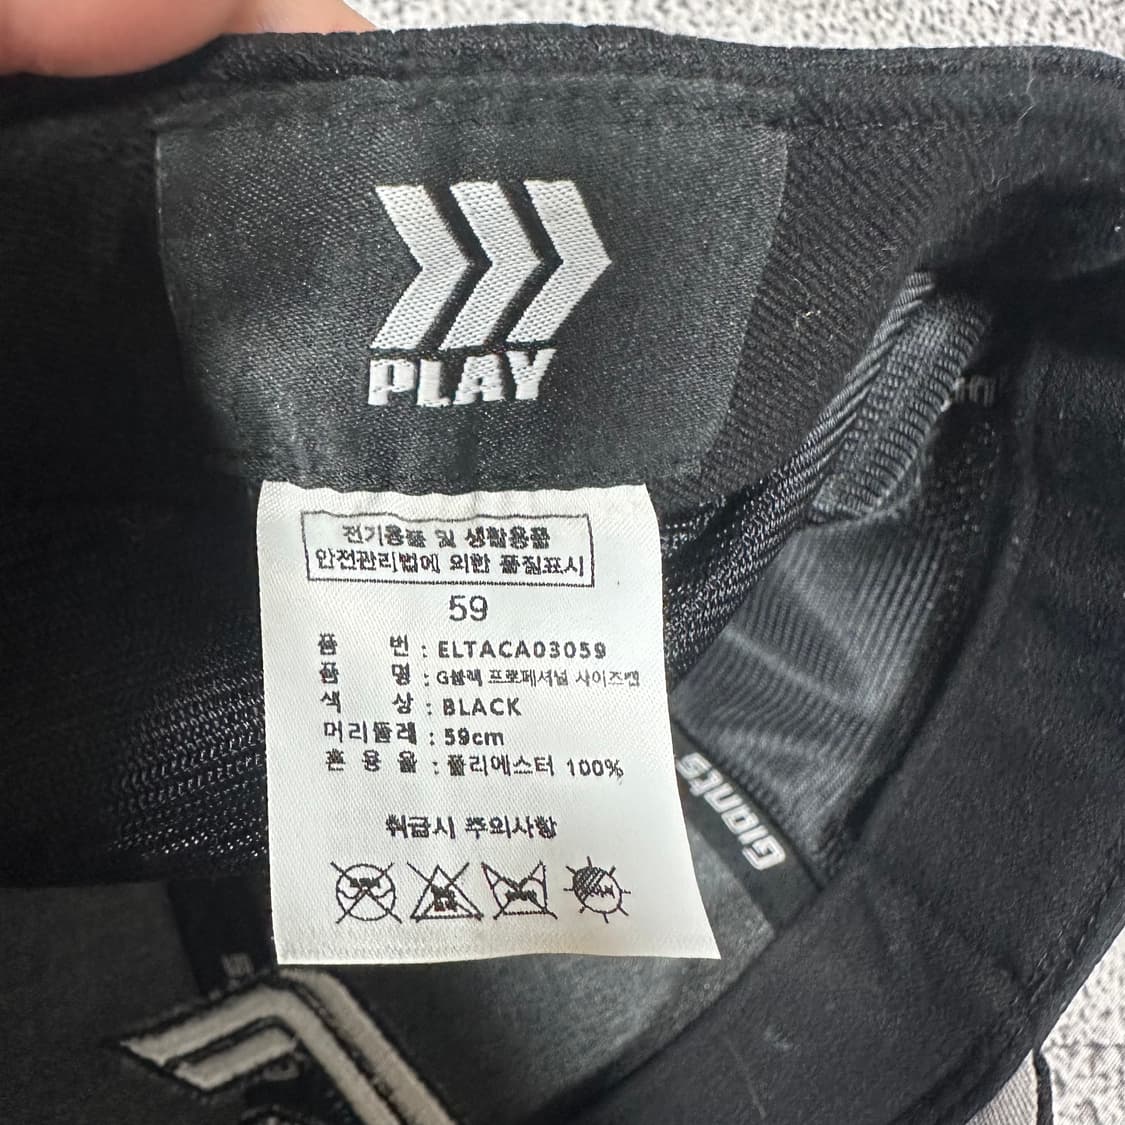 PLAY
전기용품 및 생활용품
안전관리법에 의한 품질표시
59
품 번 : ELTACA03059
품 명 : G블랙 프로페셔널 사이즈캡
색 상 : BLACK
머리둘레 : 59cm
혼 용 율 : 폴리에스터 100%
취급시 주의사항
Giants